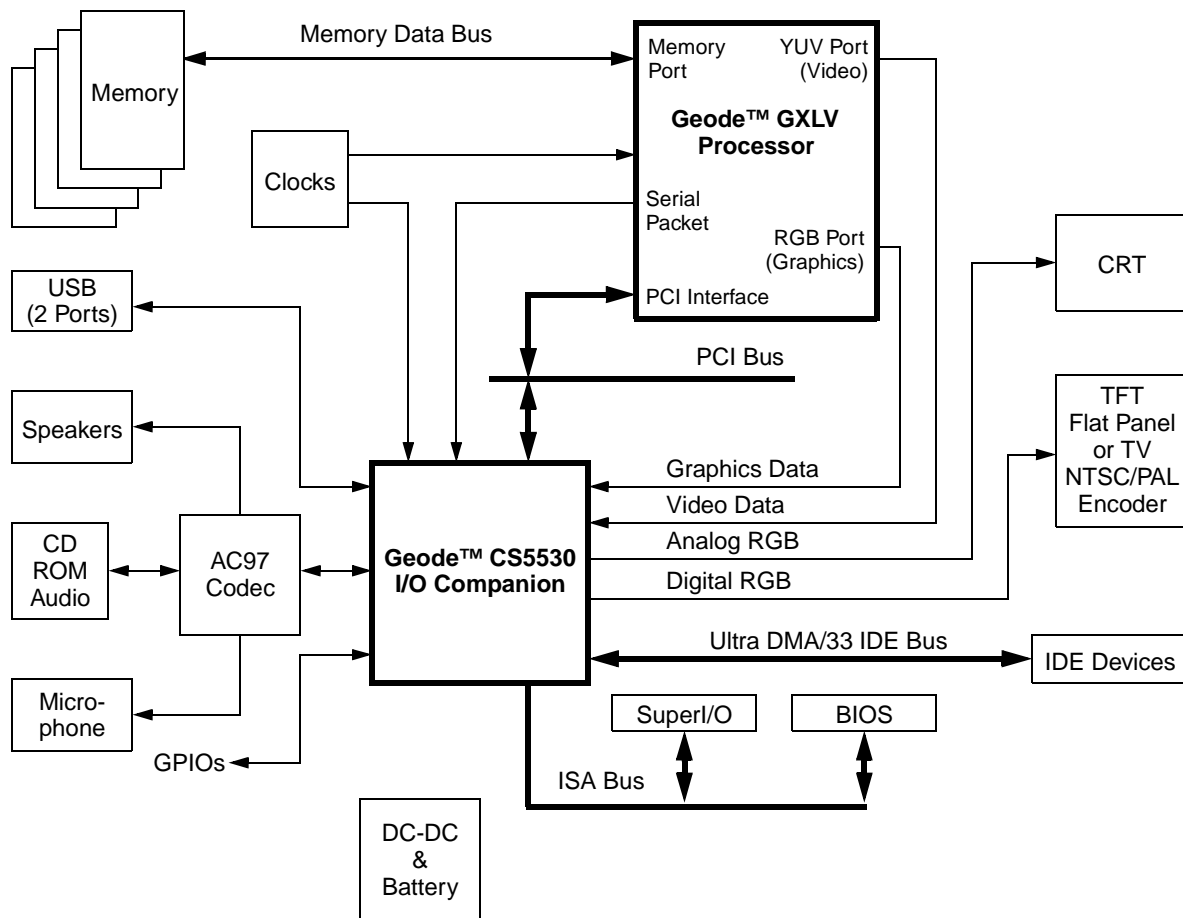 Memory Data Bus
Memory
Port
YUV Port
(Video)
Memory
Geode™ GXLV
Processor
Clocks
Serial
Packet
RGB Port
(Graphics)
CRT
USB
(2 Ports)
PCI Interface
PCI Bus
TFT
Flat Panel
or TV
NTSC/PAL
Encoder
Speakers
Graphics Data
Video Data
Analog RGB
Digital RGB
CD
ROM
Audio
AC97
Codec
Geode™ CS5530
I/O Companion
Ultra DMA/33 IDE Bus
IDE Devices
Micro-
phone
SuperI/O
BIOS
GPIOs
ISA Bus
DC-DC
&
Battery